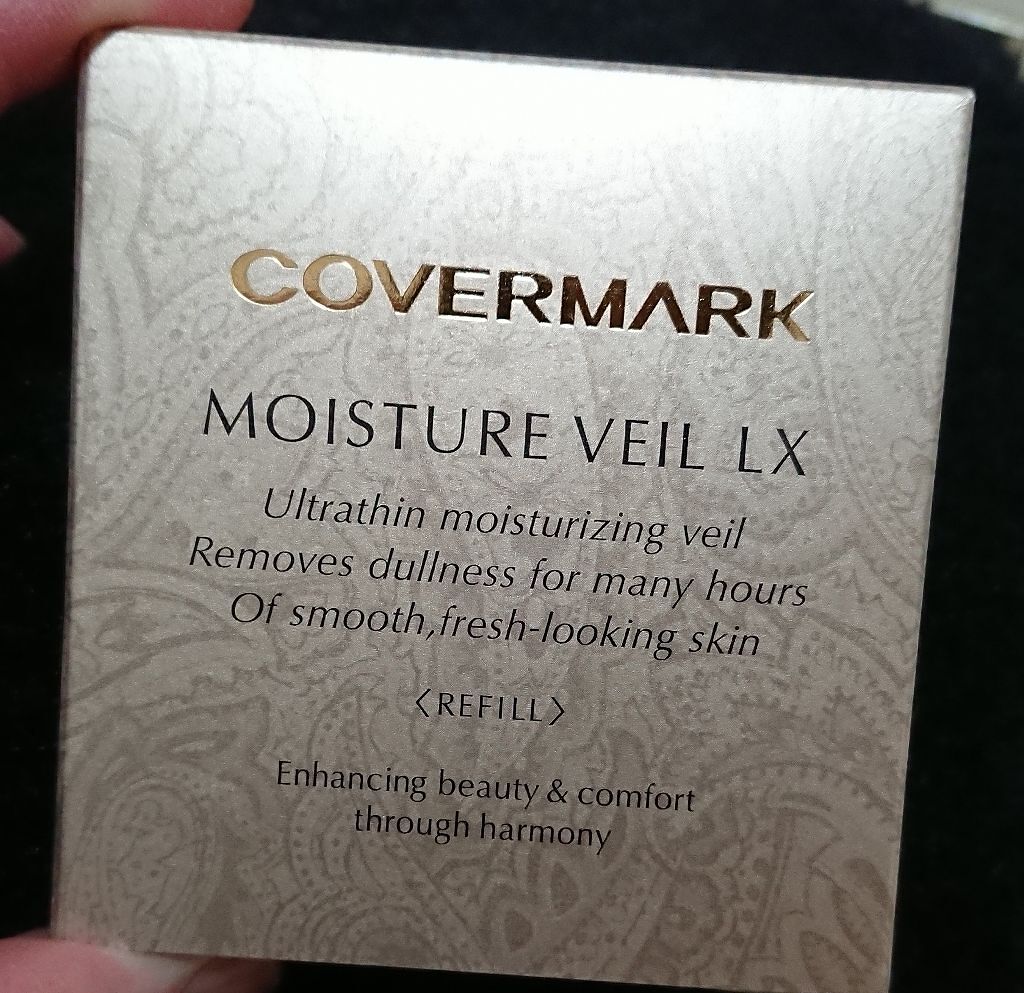 COVERMARK
MOISTURE VEIL LX
Ultrathin moisturizing veil
Removes dullness for many hours
Of smooth,fresh-looking skin
〈REFILL〉
Enhancing beauty & comfort
through harmony